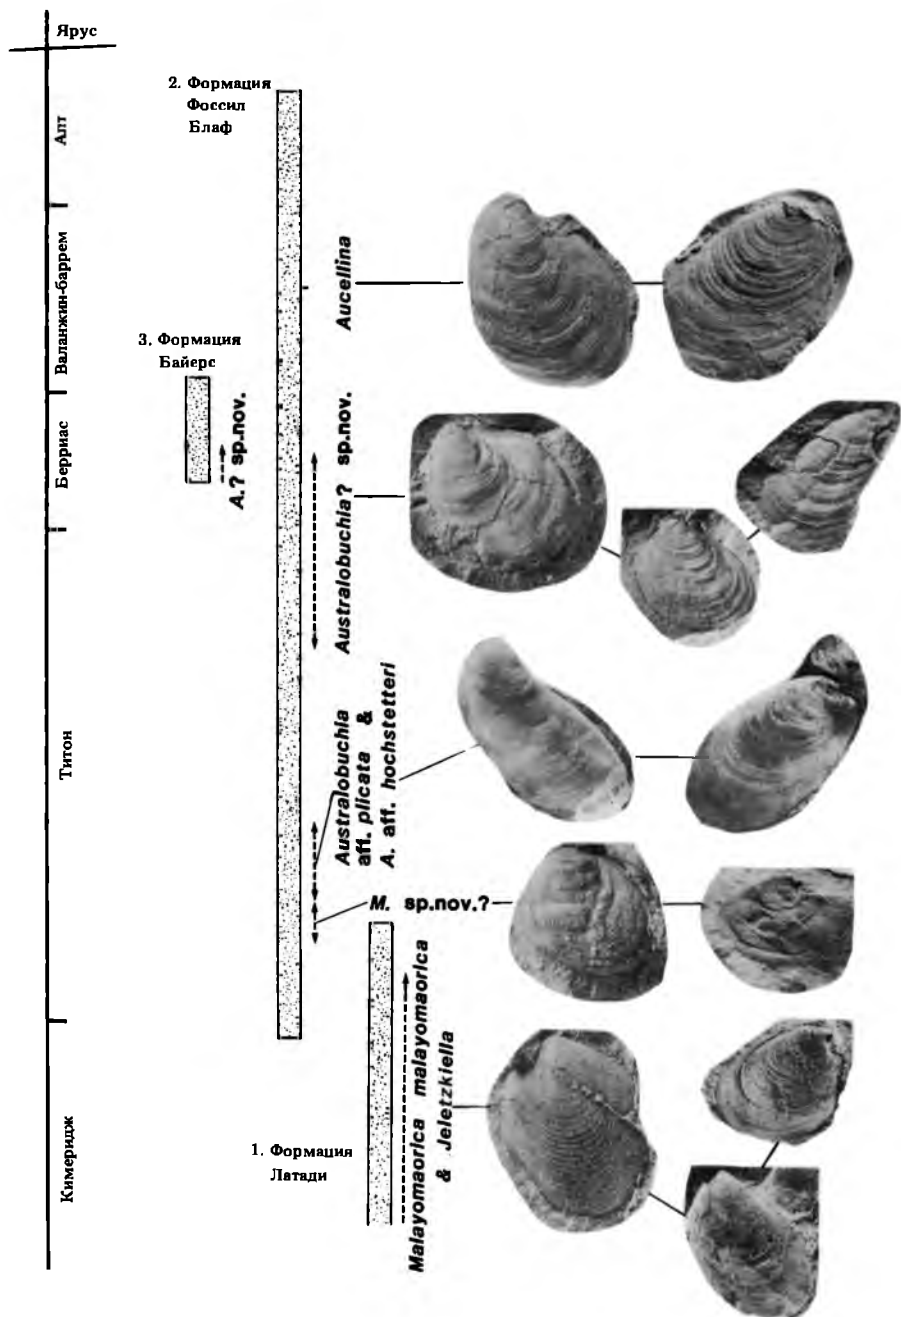 Ярус
Апт
Валанжин-баррем
Берриас
Титон
Кимеридж
2. Формация
Фоссил
Блаф
3. Формация
Байерс
A.? sp.nov.
Aucellina
Australobuchia? sp.nov.
Australobuchia
aff. plicata &
A. aff. hochstetteri
M. sp.nov.?
Malayomaorica malayomaorica
& Jeletzkiella
1. Формация
Латади